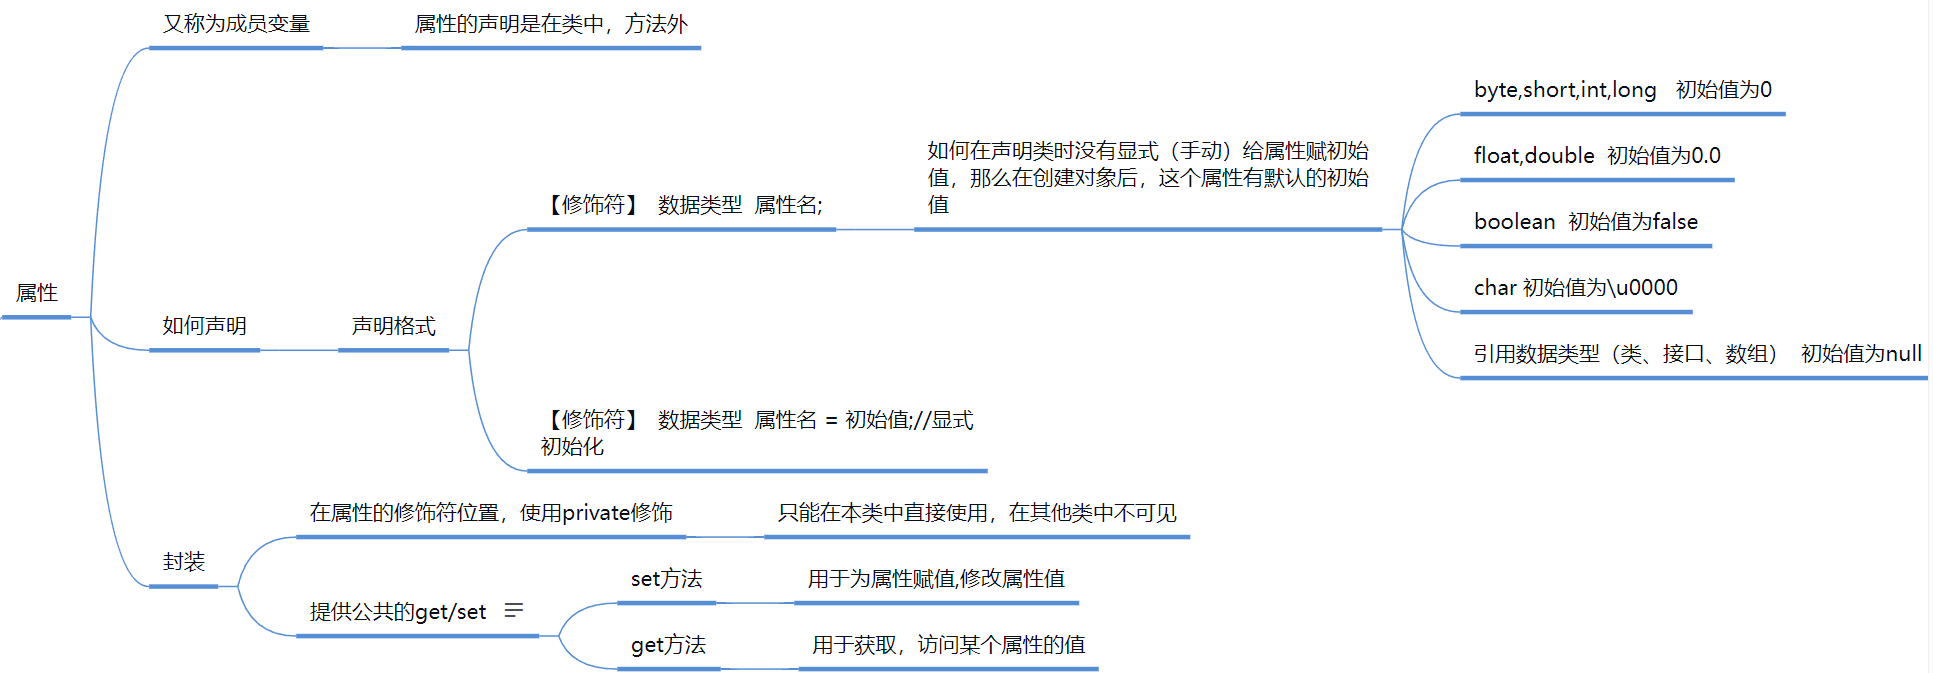 属性
又称为成员变量
属性的声明是在类中，方法外
如何声明
声明格式
【修饰符】 数据类型 属性名;
如何在声明类时没有显式（手动）给属性赋初始
值，那么在创建对象后，这个属性有默认的初始
值
byte,short,int,long 初始值为0
float,double 初始值为0.0
boolean 初始值为false
char 初始值为\u0000
引用数据类型（类、接口、数组） 初始值为null
【修饰符】 数据类型 属性名 = 初始值;//显式
初始化
封装
在属性的修饰符位置，使用private修饰
只能在本类中直接使用，在其他类中不可见
提供公共的get/set
set方法
用于为属性赋值,修改属性值
get方法
用于获取，访问某个属性的值